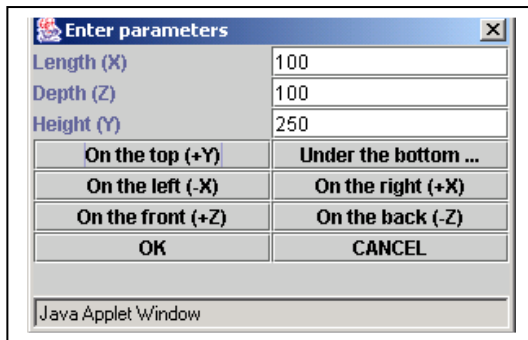 Enter parameters
Length (X) 100
Depth (Z) 100
Height (Y) 250
On the top (+Y) Under the bottom ...
On the left (-X) On the right (+X)
On the front (+Z) On the back (-Z)
OK CANCEL
Java Applet Window